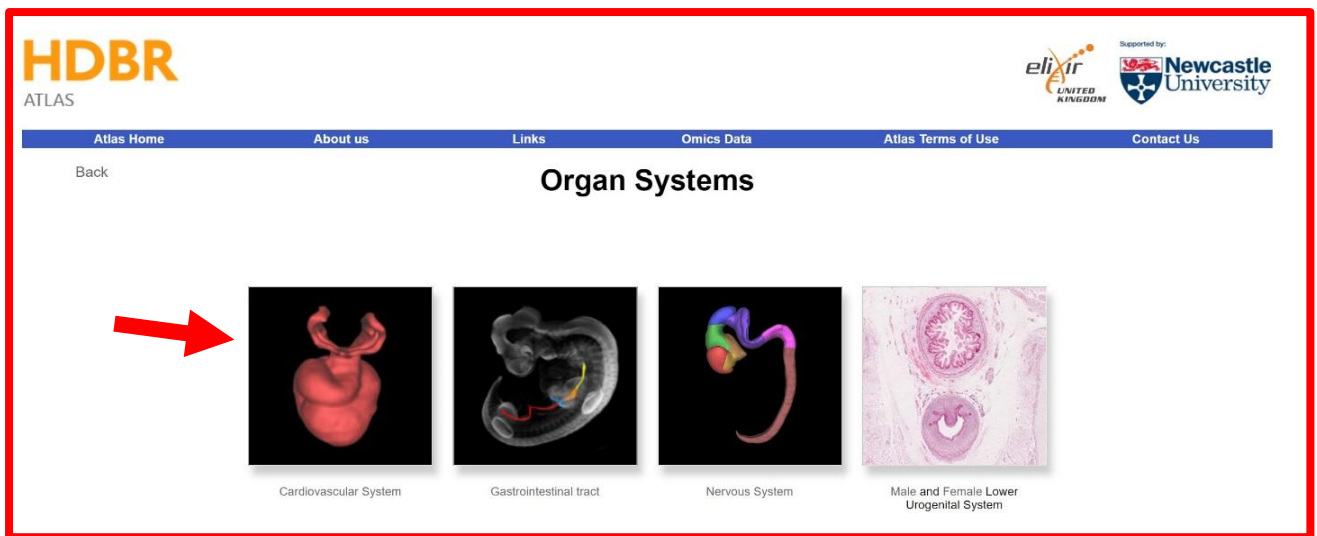 HDBR
ATLAS
elixir
UNITED
KINGDOM
Supported by:
Newcastle
University
Atlas Home About us Links Omics Data Atlas Terms of Use Contact Us
Back
Organ Systems
Cardiovascular System
Gastrointestinal tract
Nervous System
Male and Female Lower
Urogenital System